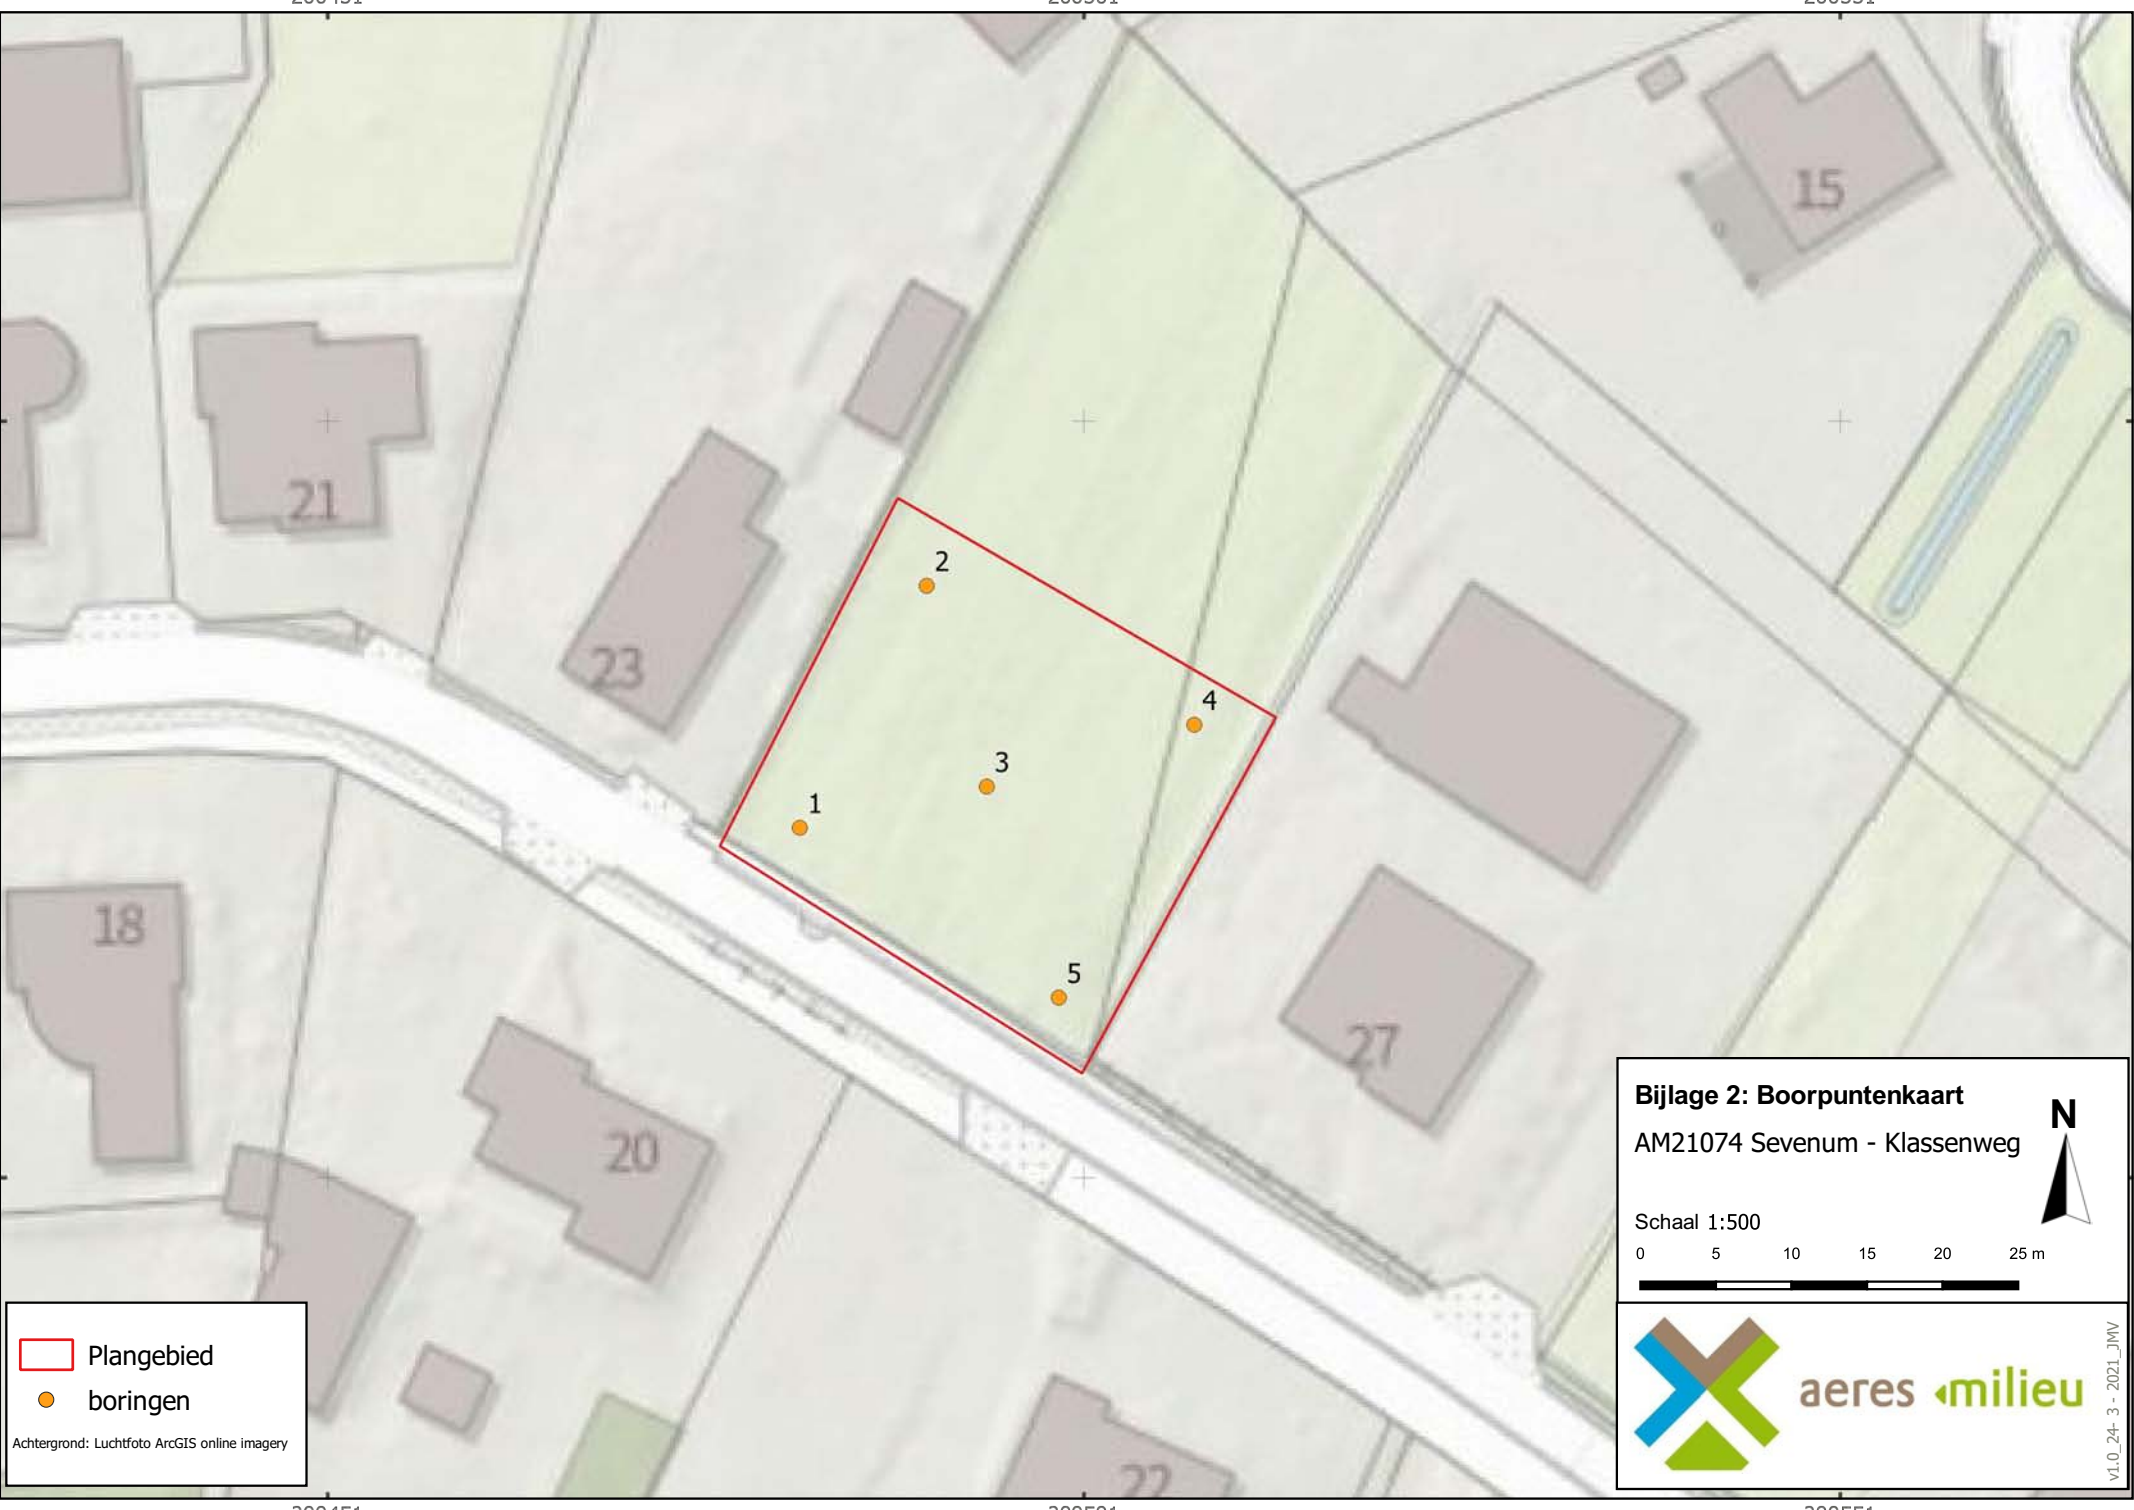 15
21
2
23
4
3
1
18
5
27
20
22
Bijlage 2: Boorpuntenkaart
N
AM21074 Sevenum - Klassenweg
Schaal 1:500
0 5 10 15 20 25 m
Plangebied
boringen
Achtergrond: Luchtfoto ArcGIS online imagery
aeres milieu
v1.0_24- 3 - 2021_JMV